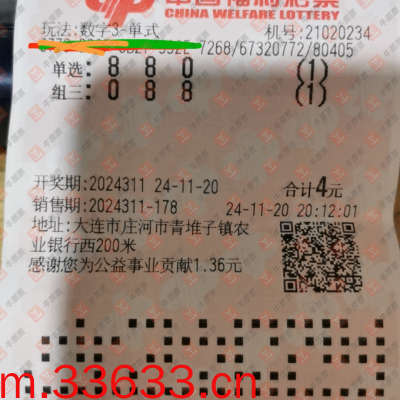 中国福利彩票
CHINA WELFARE LOTTERY
玩法:数字3-单式 机号:21020234
7268/67320772/80405
单选: 8 8 0 (1)
组三: 0 8 8 (1)
开奖期:2024311 24-11-20 合计4元
销售期:2024311-178 24-11-20 20:12:01
地址:大连市庄河市青堆子镇农
业银行西200米
感谢您为公益事业贡献1.36元
m.33633.cn